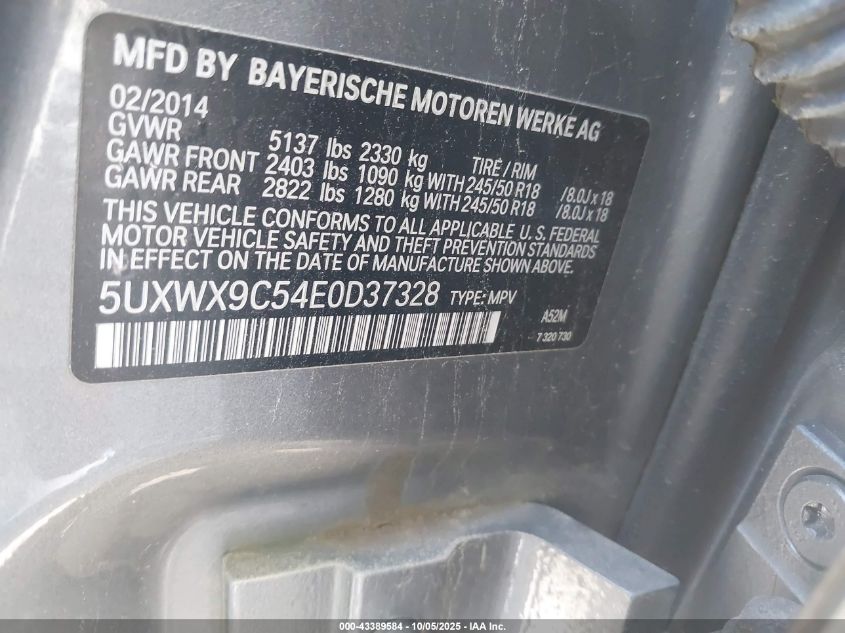 MFD BY BAYERISCHE MOTOREN WERKE AG
02/2014
GVWR 5137 lbs 2330 kg TIRE / RIM
GAWR FRONT 2403 lbs 1090 kg WITH 245/50 R18 /8.0J x 18
GAWR REAR 2822 lbs 1280 kg WITH 245/50 R18 /8.0J x 18
THIS VEHICLE CONFORMS TO ALL APPLICABLE U. S. FEDERAL
MOTOR VEHICLE SAFETY AND THEFT PREVENTION STANDARDS
IN EFFECT ON THE DATE OF MANUFACTURE SHOWN ABOVE.
5UXWX9C54E0D37328 TYPE: MPV
A52M
7 320 730
000-43389584 - 10/05/2025 - IAA Inc.